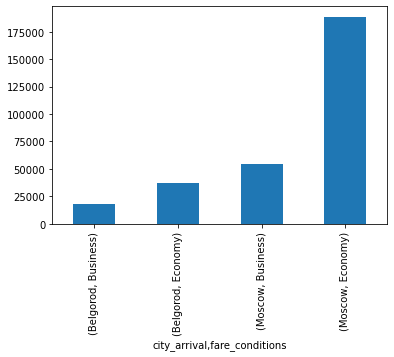 175000
150000
125000
100000
75000
50000
25000
0
(Belgorod, Business)
(Belgorod, Economy)
(Moscow, Business)
(Moscow, Economy)
city_arrival,fare_conditions